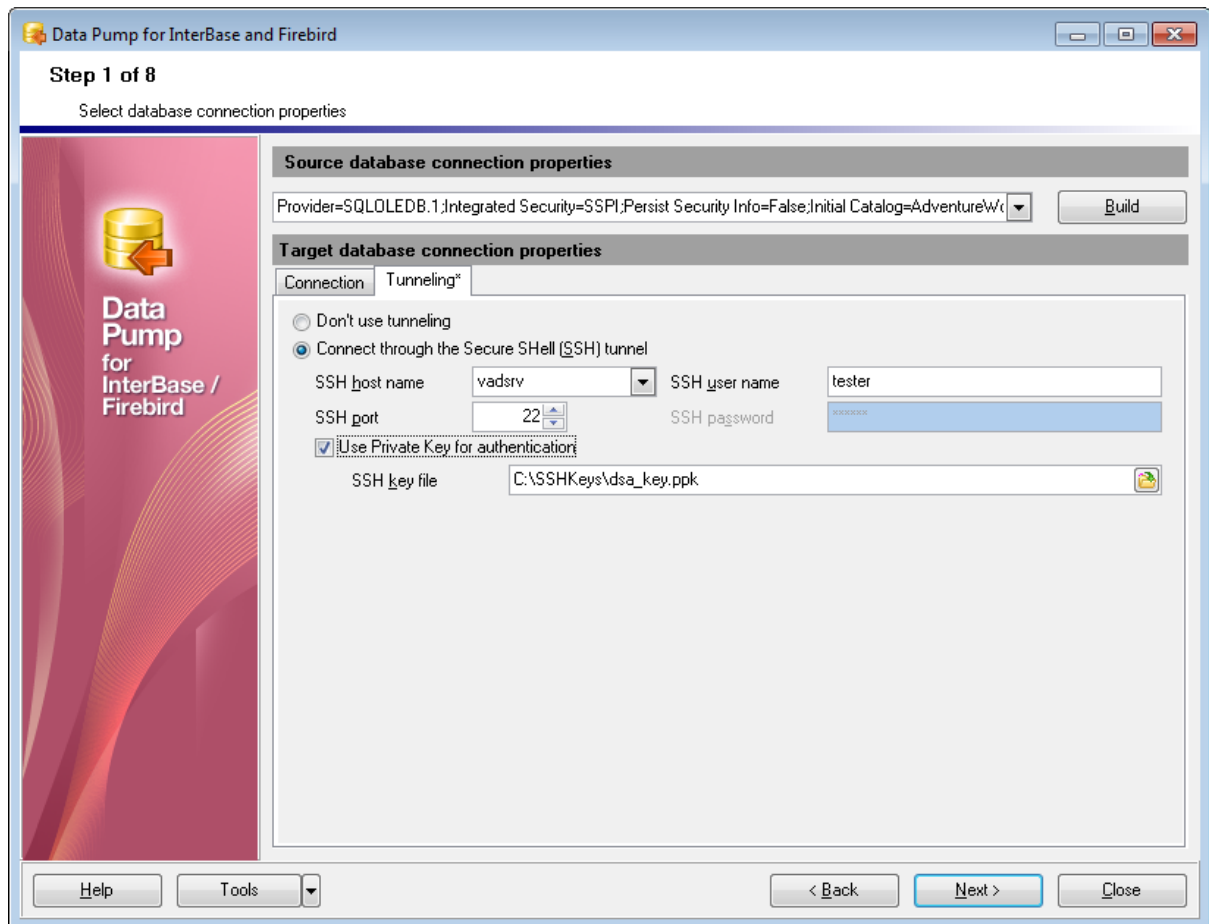 Data Pump for InterBase and Firebird
Step 1 of 8
Select database connection properties
Data
Pump
for
InterBase /
Firebird
Source database connection properties
Provider=SQLOLEDB.1;Integrated Security=SSPI;Persist Security Info=False;Initial Catalog=AdventureW
Build
Target database connection properties
Connection Tunneling*
Don't use tunneling
Connect through the Secure SHell (SSH) tunnel
SSH host name vadsrv SSH user name tester
SSH port 22 SSH password ××××××
Use Private Key for authentication
SSH key file C:\SSHKeys\dsa_key.ppk
Help Tools < Back Next > Close